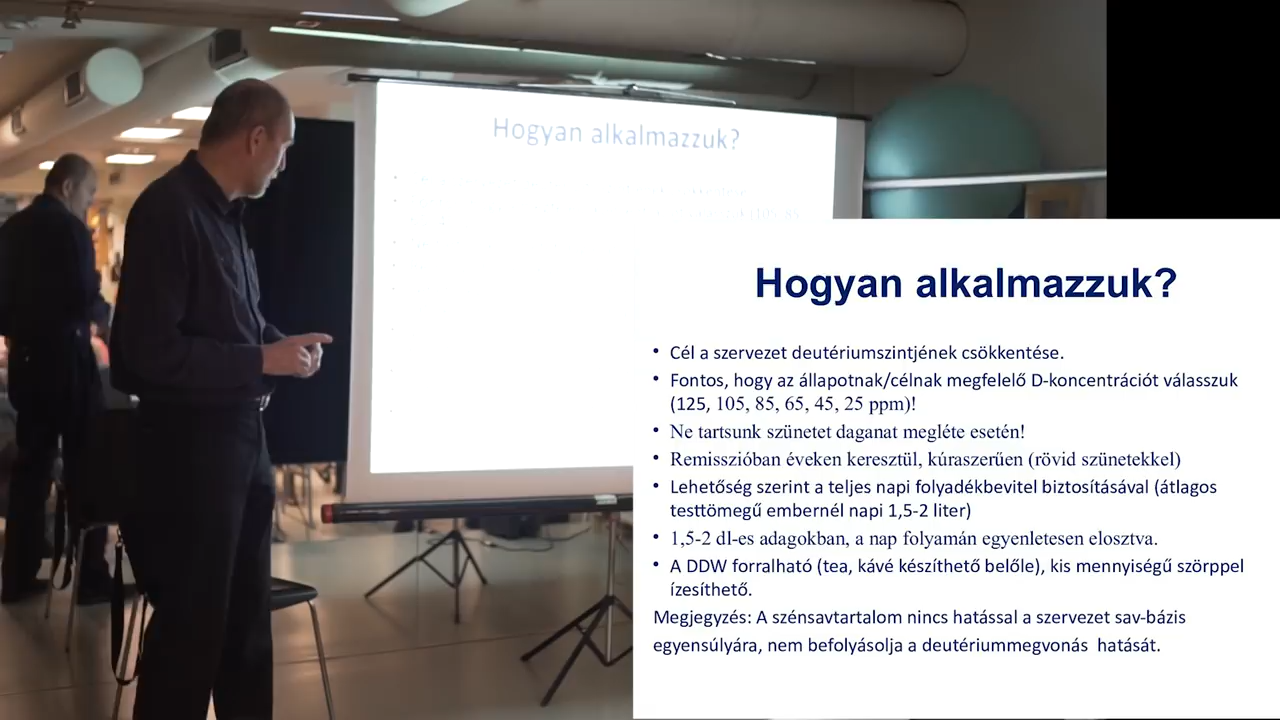 Hogyan alkalmazzuk?
Hogyan alkalmazzuk?
• Cél a szervezet deutériumszintjének csökkentése.
• Fontos, hogy az állapotnak/célnak megfelelő D-koncentrációt válasszuk
(125, 105, 85, 65, 45, 25 ppm)!
• Ne tartsunk szünetet daganat megléte esetén!
• Remisszióban éveken keresztül, kúraszerűen (rövid szünetekkel)
• Lehetőség szerint a teljes napi folyadékbevitel biztosításával (átlagos
testtömegű embernél napi 1,5-2 liter)
• 1,5-2 dl-es adagokban, a nap folyamán egyenletesen elosztva.
• A DDW forralható (tea, kávé készíthető belőle), kis mennyiségű szörppel
ízesíthető.
Megjegyzés: A szénsavtartalom nincs hatással a szervezet sav-bázis
egyensúlyára, nem befolyásolja a deutériummegvonás hatását.